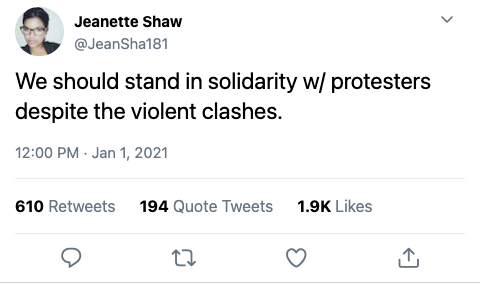 Jeanette Shaw
@JeanSha181
We should stand in solidarity w/ protesters
despite the violent clashes.
12:00 PM · Jan 1, 2021
610 Retweets 194 Quote Tweets 1.9K Likes